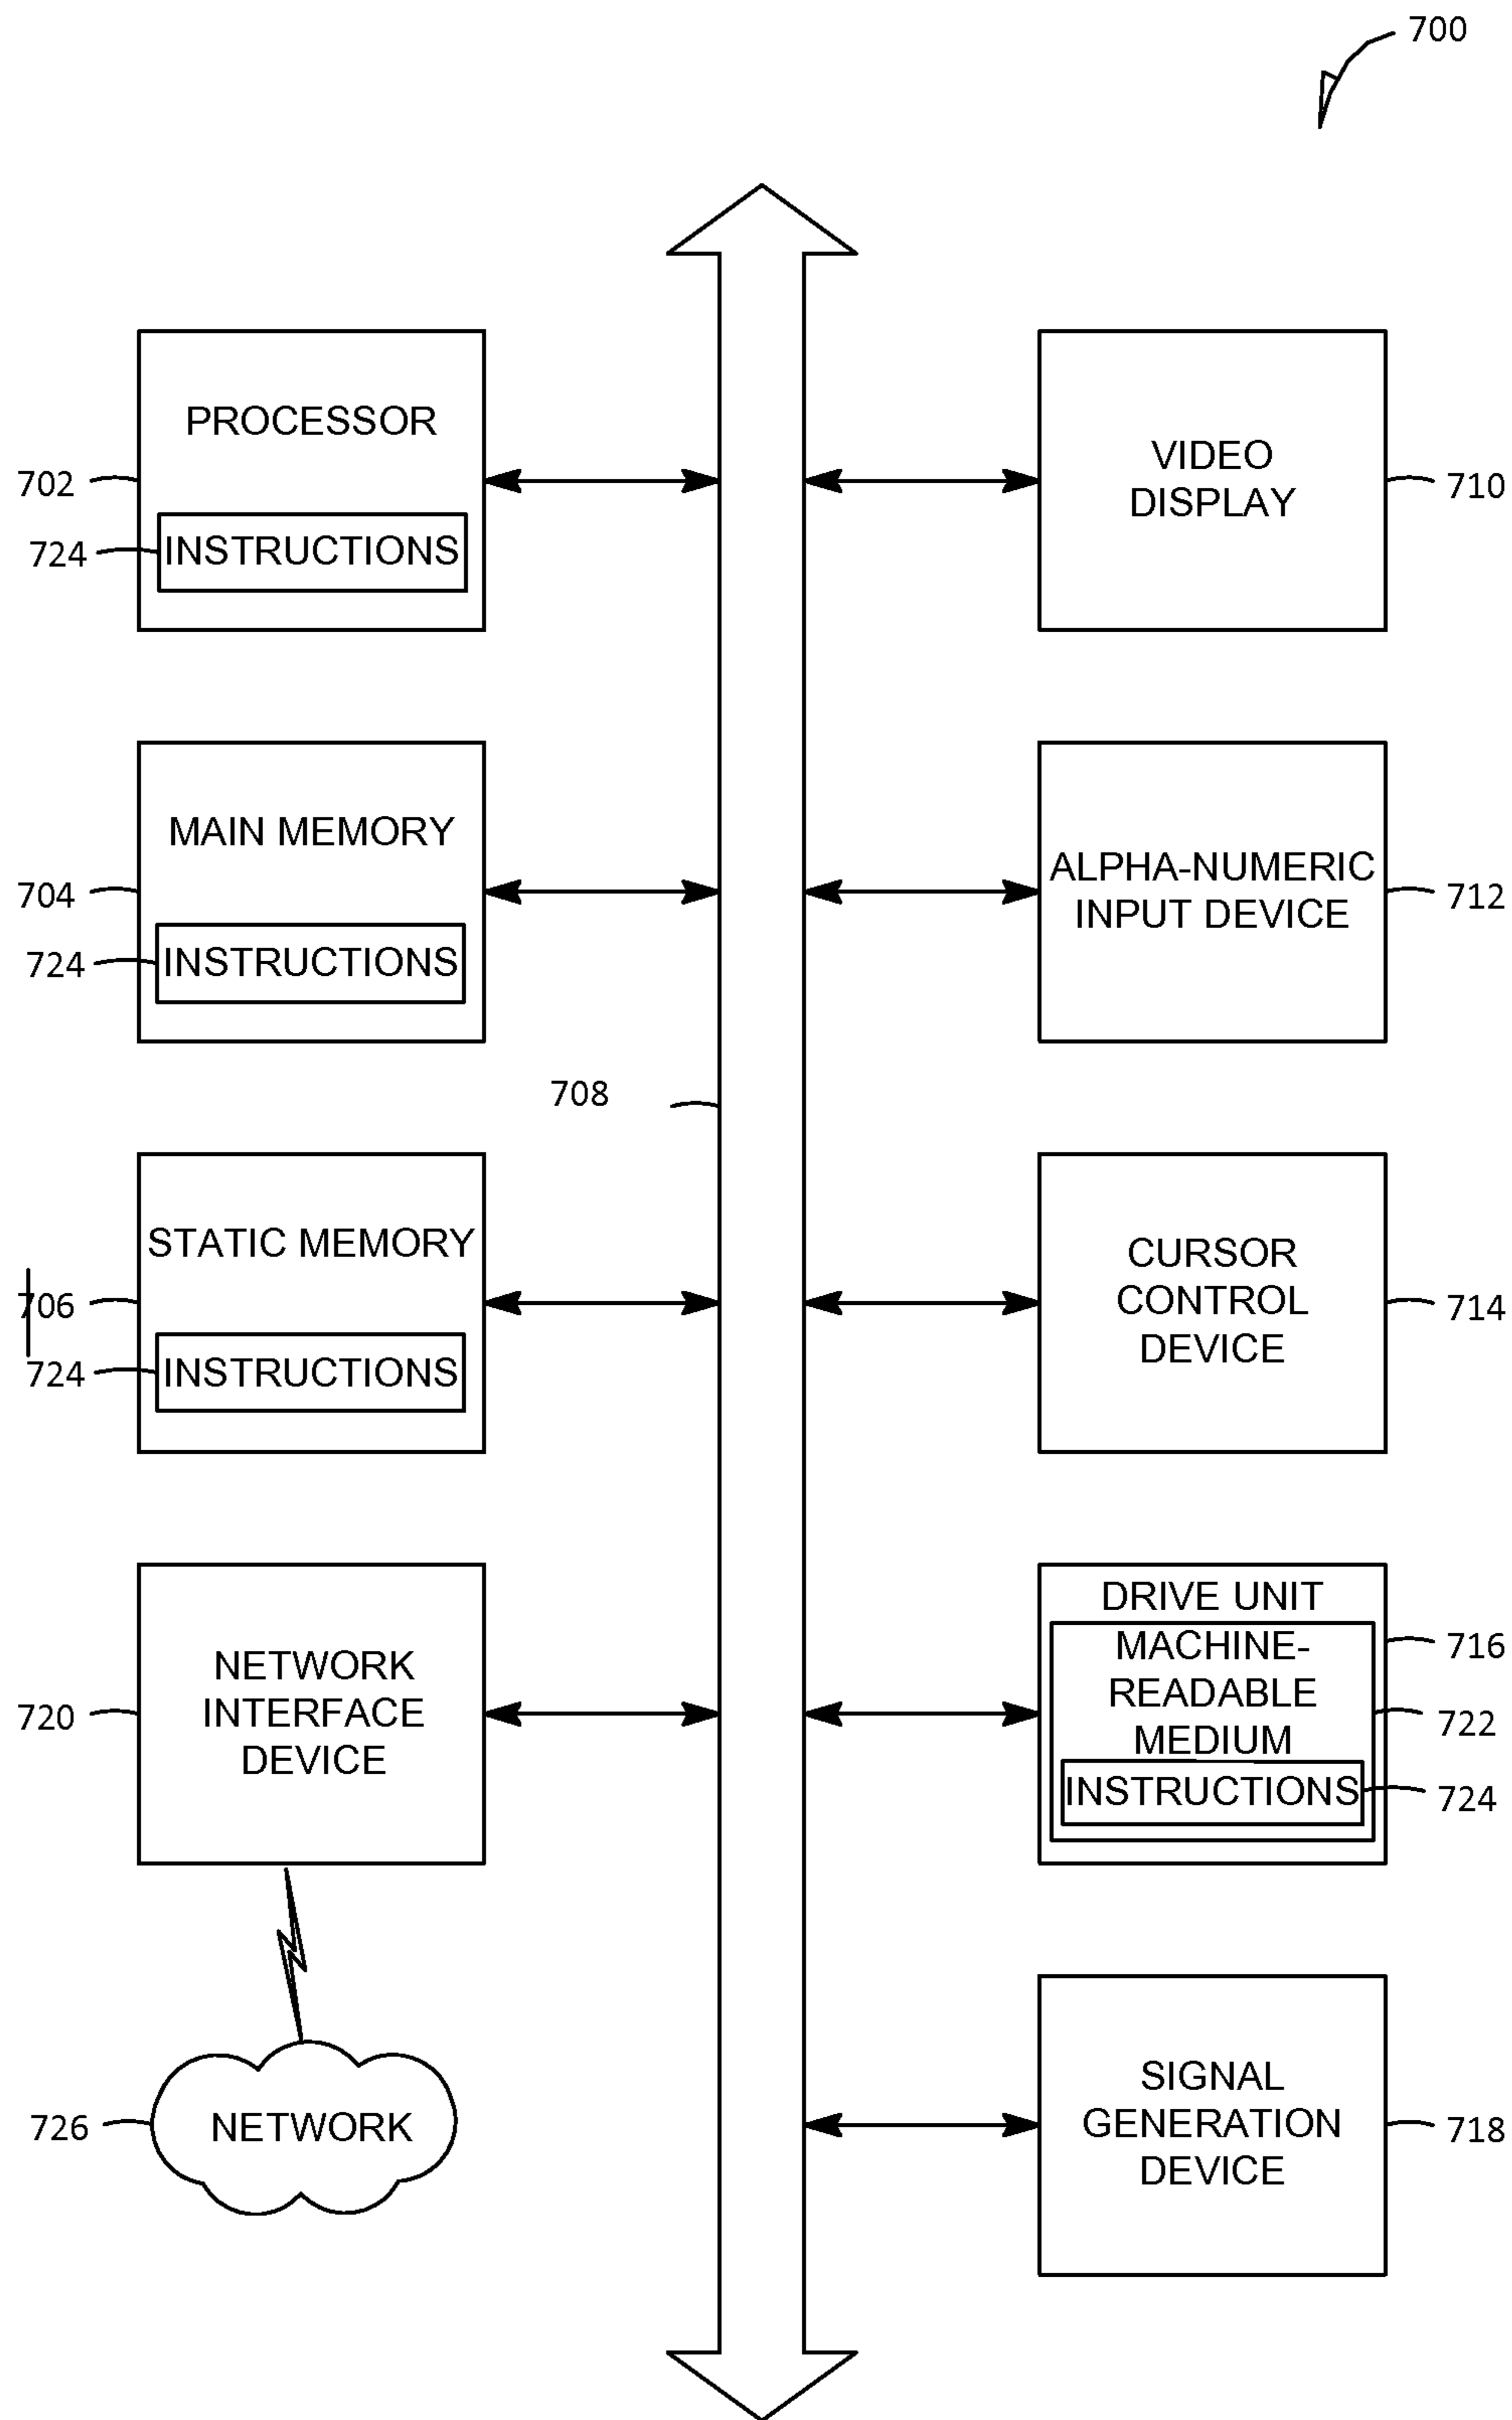 700
PROCESSOR
702
724
INSTRUCTIONS
VIDEO
DISPLAY
710
MAIN MEMORY
704
724
INSTRUCTIONS
ALPHA-NUMERIC
INPUT DEVICE
712
708
STATIC MEMORY
706
724
INSTRUCTIONS
CURSOR
CONTROL
DEVICE
714
NETWORK
INTERFACE
DEVICE
720
DRIVE UNIT
716
MACHINE-
READABLE
MEDIUM
722
INSTRUCTIONS
724
NETWORK
726
SIGNAL
GENERATION
DEVICE
718